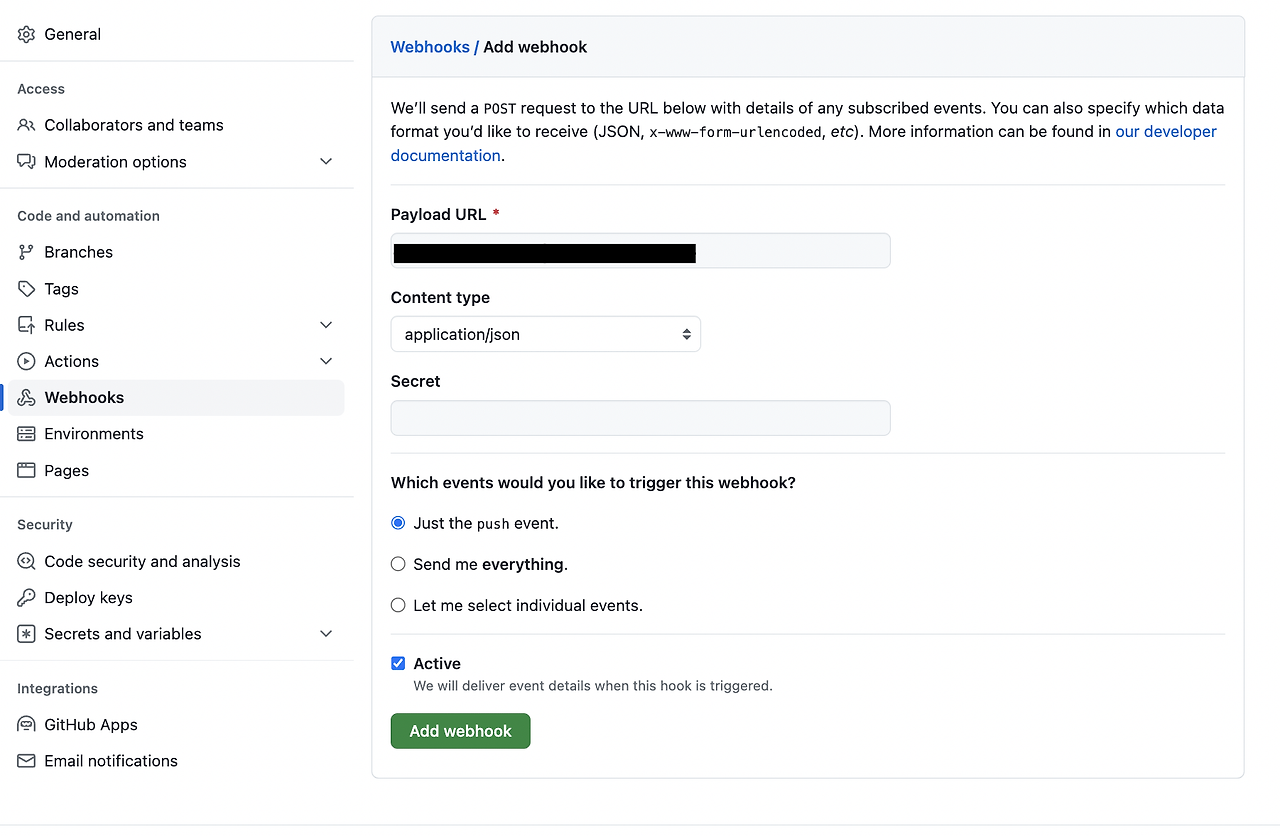 General
Access
Collaborators and teams
Moderation options
Code and automation
Branches
Tags
Rules
Actions
Webhooks
Environments
Pages
Security
Code security and analysis
Deploy keys
Secrets and variables
Integrations
GitHub Apps
Email notifications
Webhooks / Add webhook
We’ll send a POST request to the URL below with details of any subscribed events. You can also specify which data
format you’d like to receive (JSON, x-www-form-urlencoded, etc). More information can be found in our developer
documentation.
Payload URL *
Content type
application/json
Secret
Which events would you like to trigger this webhook?
Just the push event.
Send me everything.
Let me select individual events.
Active
We will deliver event details when this hook is triggered.
Add webhook